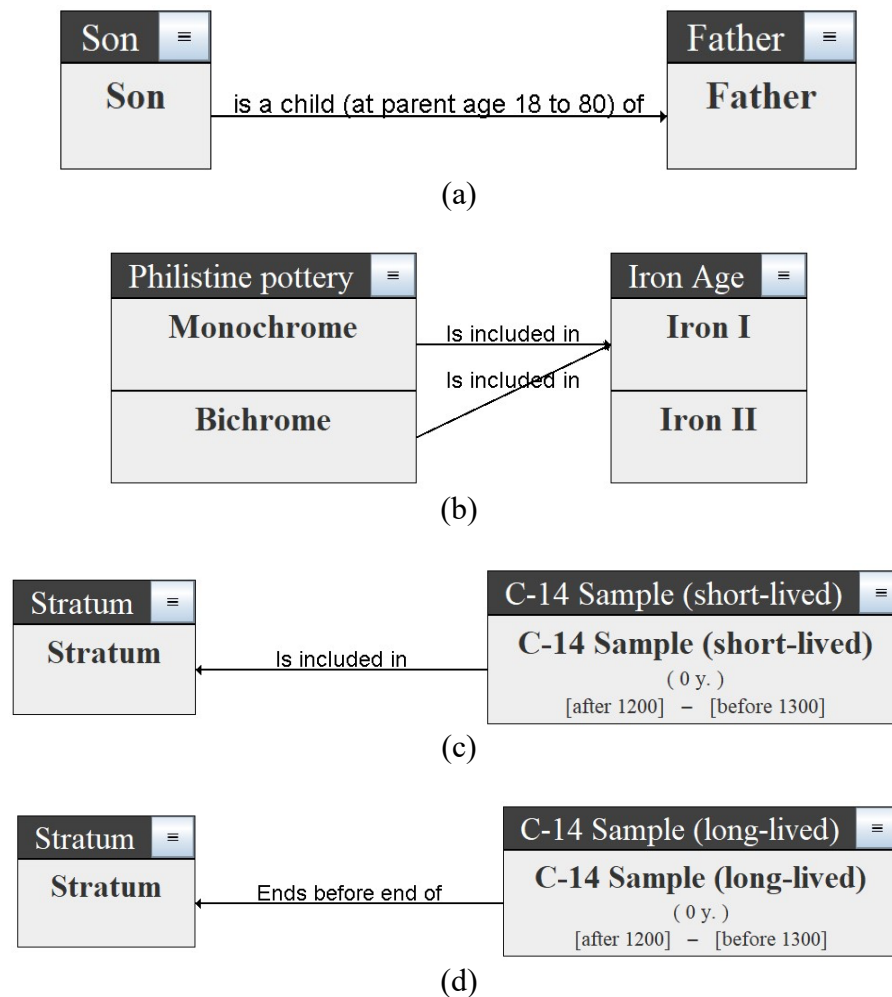 Son ≡
Father ≡
Son
is a child (at parent age 18 to 80) of
Father
(a)
Philistine pottery ≡
Iron Age ≡
Monochrome
Is included in
Iron I
Is included in
Bichrome
Iron II
(b)
Stratum ≡
C-14 Sample (short-lived) ≡
Stratum
Is included in
C-14 Sample (short-lived)
( 0 y. )
[after 1200] – [before 1300]
(c)
Stratum ≡
C-14 Sample (long-lived) ≡
Stratum
Ends before end of
C-14 Sample (long-lived)
( 0 y. )
[after 1200] – [before 1300]
(d)